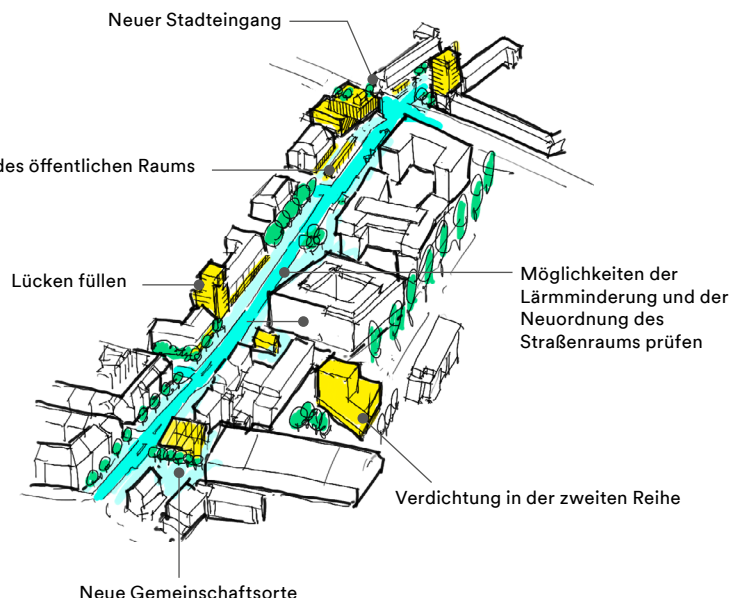 Neuer Stadteingang
des öffentlichen Raums
Lücken füllen
Möglichkeiten der
Lärmminderung und der
Neuordnung des
Straßenraums prüfen
Verdichtung in der zweiten Reihe
Neue Gemeinschaftsorte